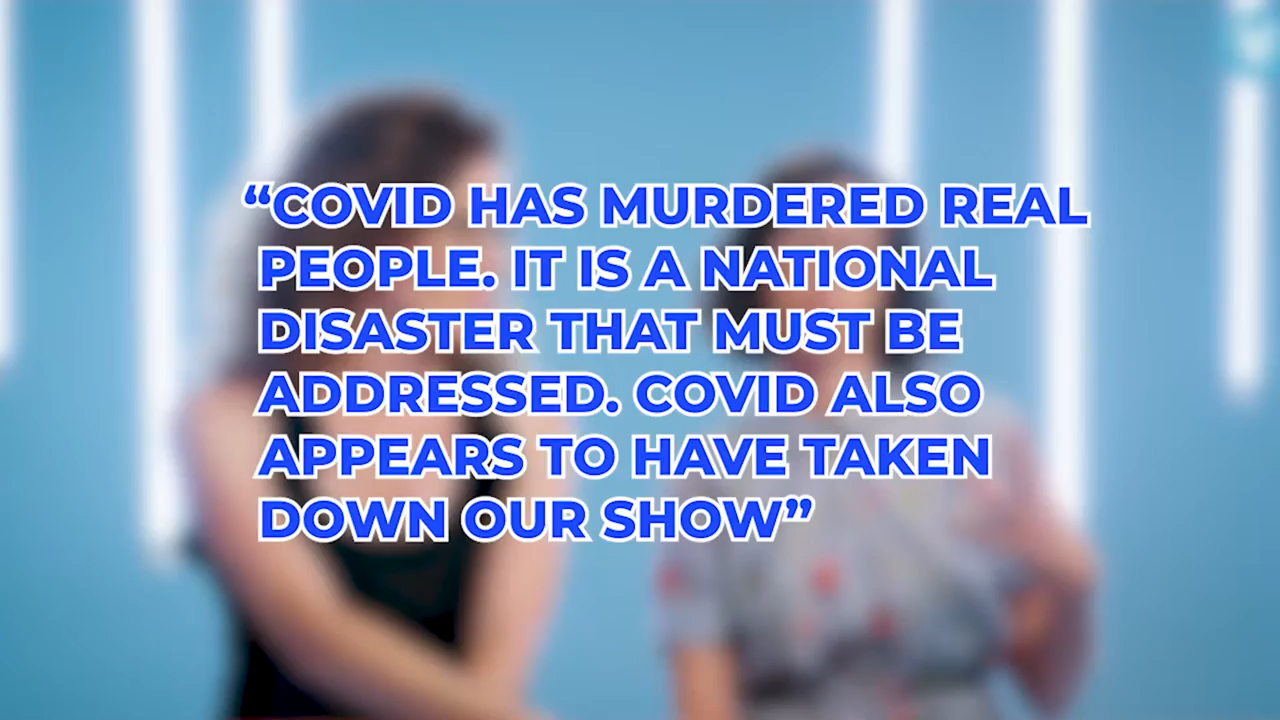 “COVID HAS MURDERED REAL
PEOPLE. IT IS A NATIONAL
DISASTER THAT MUST BE
ADDRESSED. COVID ALSO
APPEARS TO HAVE TAKEN
DOWN OUR SHOW”